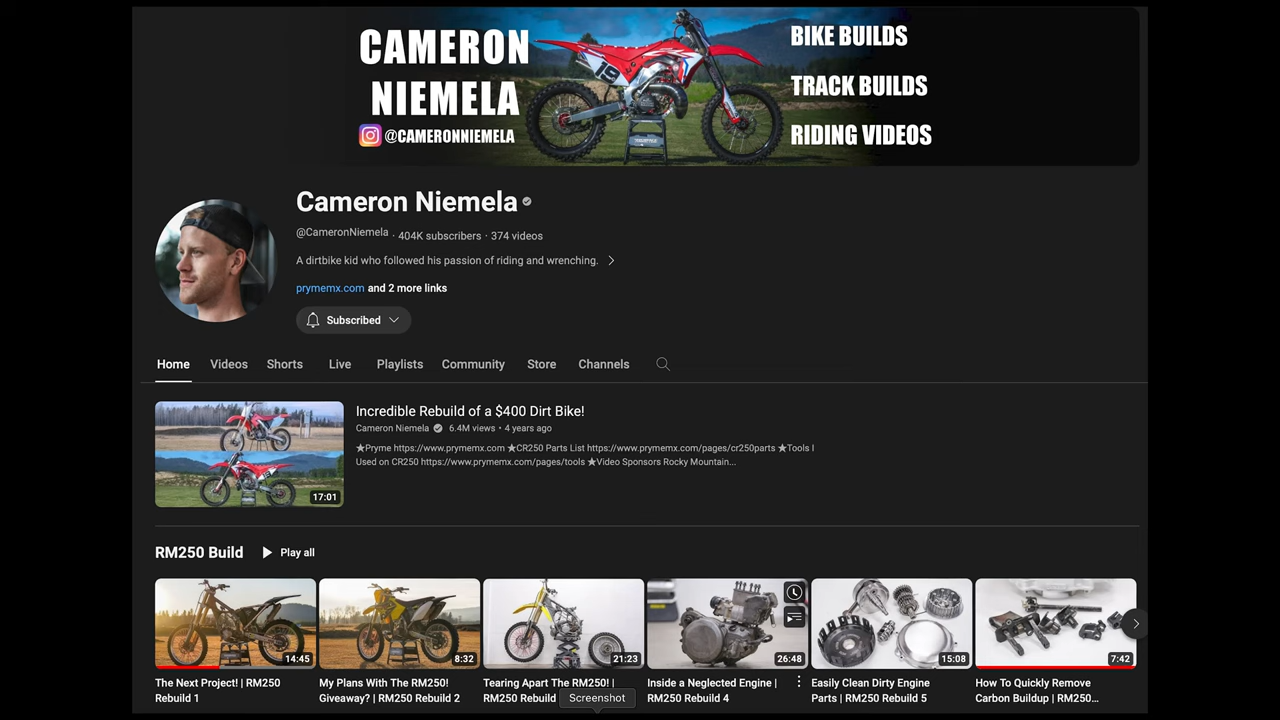 CAMERON
NIEMELA
@CAMERONNIEMELA
BIKE BUILDS
TRACK BUILDS
RIDING VIDEOS
19
Cameron Niemela
@CameronNiemela · 404K subscribers · 374 videos
A dirtbike kid who followed his passion of riding and wrenching.
prymemx.com and 2 more links
Subscribed
Home Videos Shorts Live Playlists Community Store Channels
17:01
Incredible Rebuild of a $400 Dirt Bike!
Cameron Niemela 6.4M views • 4 years ago
★Pryme https://www.prymemx.com ★CR250 Parts List https://www.prymemx.com/pages/cr250parts ★Tools I
Used on CR250 https://www.prymemx.com/pages/tools ★Video Sponsors Rocky Mountain...
RM250 Build Play all
14:45 8:32 21:23 26:48 15:08 7:42
The Next Project! | RM250
Rebuild 1
My Plans With The RM250!
Giveaway? | RM250 Rebuild 2
Tearing Apart The RM250! |
RM250 Rebuild
Inside a Neglected Engine |
RM250 Rebuild 4
Easily Clean Dirty Engine
Parts | RM250 Rebuild 5
How To Quickly Remove
Carbon Buildup | RM250...
Screenshot